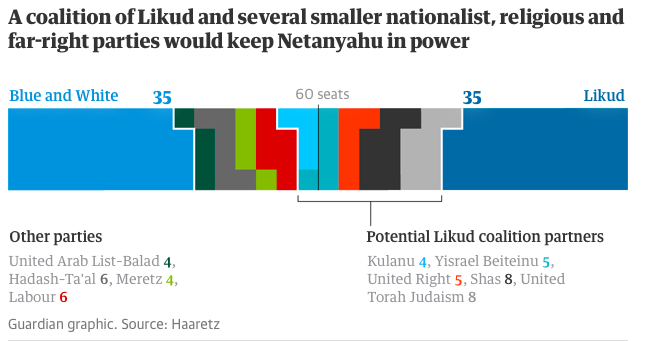 A coalition of Likud and several smaller nationalist, religious and
far-right parties would keep Netanyahu in power
Blue and White 35 60 seats 35 Likud
Other parties
United Arab List-Balad 4,
Hadash-Ta'al 6, Meretz 4,
Labour 6
Potential Likud coalition partners
Kulanu 4, Yisrael Beiteinu 5,
United Right 5, Shas 8, United
Torah Judaism 8
Guardian graphic. Source: Haaretz